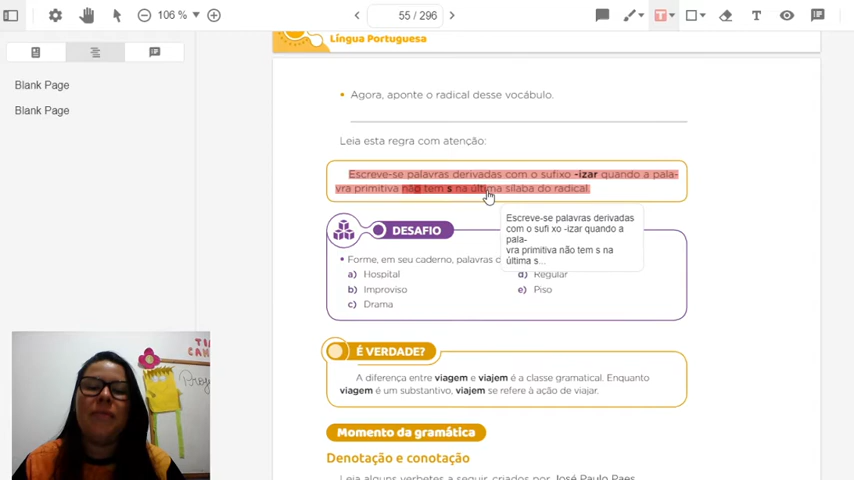 106 %
55 / 296
Blank Page
Blank Page
Língua Portuguesa
• Agora, aponte o radical desse vocábulo.
Leia esta regra com atenção:
Escreve-se palavras derivadas com o sufixo -izar quando a pala-
vra primitiva não tem s na última sílaba do radical.
Escreve-se palavras derivadas
com o sufi xo -izar quando a
pala-
vra primitiva não tem s na
última s...
DESAFIO
• Forme, em seu caderno, palavras
a) Hospital
b) Improviso
c) Drama
d) Regular
e) Piso
É VERDADE?
A diferença entre viagem e viajem é a classe gramatical. Enquanto
viagem é um substantivo, viajem se refere à ação de viajar.
Momento da gramática
Denotação e conotação
Leia alguns verbetes a seguir, criados por José Paulo Paes